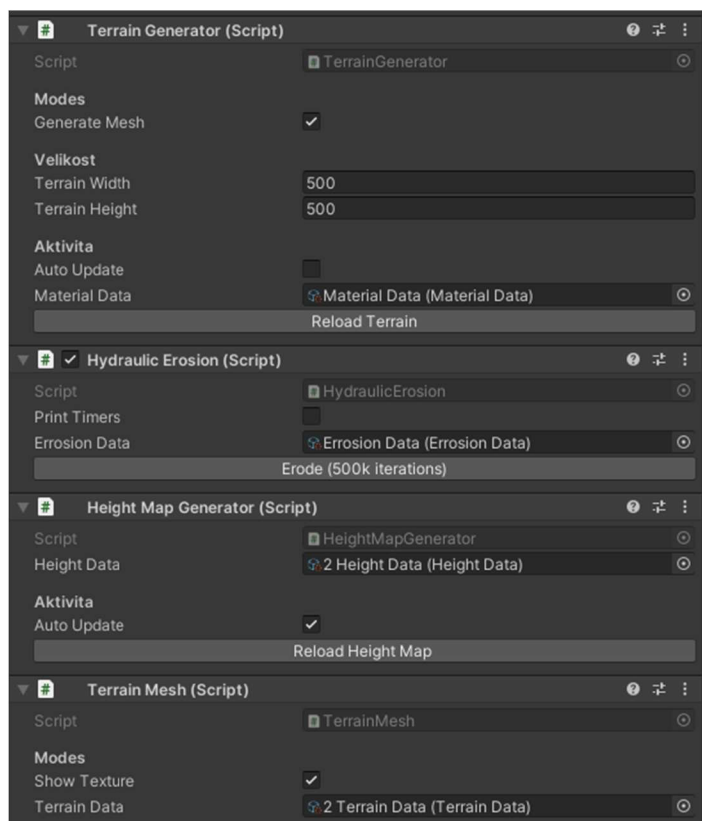 Terrain Generator (Script)
Script TerrainGenerator
Modes
Generate Mesh
Velikost
Terrain Width 500
Terrain Height 500
Aktivita
Auto Update
Material Data Material Data (Material Data)
Reload Terrain
Hydraulic Erosion (Script)
Script HydraulicErosion
Print Timers
Errosion Data Errosion Data (Errosion Data)
Erode (500k iterations)
Height Map Generator (Script)
Script HeightMapGenerator
Height Data 2 Height Data (Height Data)
Aktivita
Auto Update
Reload Height Map
Terrain Mesh (Script)
Script TerrainMesh
Modes
Show Texture
Terrain Data 2 Terrain Data (Terrain Data)